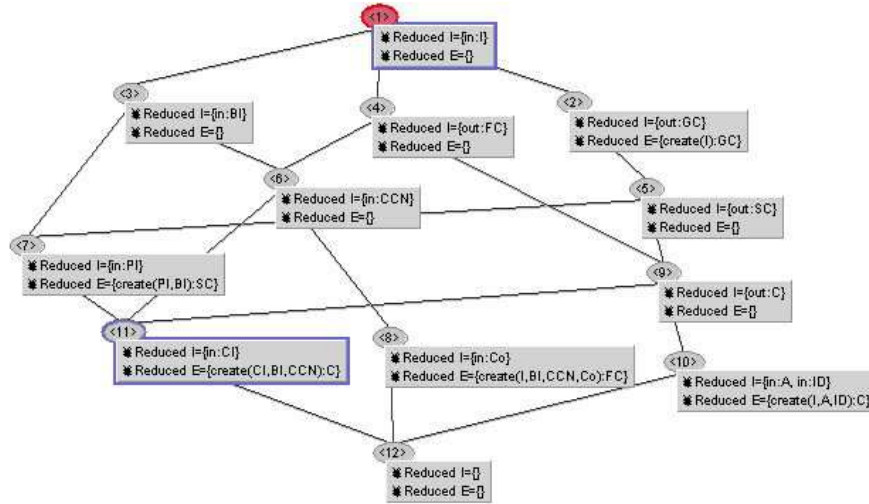 <1>
Reduced I={in:I}
Reduced E={}
<3>
Reduced I={in:BI}
Reduced E={}
<4>
Reduced I={out:FC}
Reduced E={}
<2>
Reduced I={out:GC}
Reduced E={create(I):GC}
<6>
Reduced I={in:CCN}
Reduced E={}
<5>
Reduced I={out:SC}
Reduced E={}
<7>
Reduced I={in:PI}
Reduced E={create(PI,BI):SC}
<9>
Reduced I={out:C}
Reduced E={}
<11>
Reduced I={in:CI}
Reduced E={create(CI,BI,CCN):C}
<8>
Reduced I={in:Co}
Reduced E={create(I,BI,CCN,Co):FC}
<10>
Reduced I={in:A, in:ID}
Reduced E={create(I,A,ID):C}
<12>
Reduced I={}
Reduced E={}